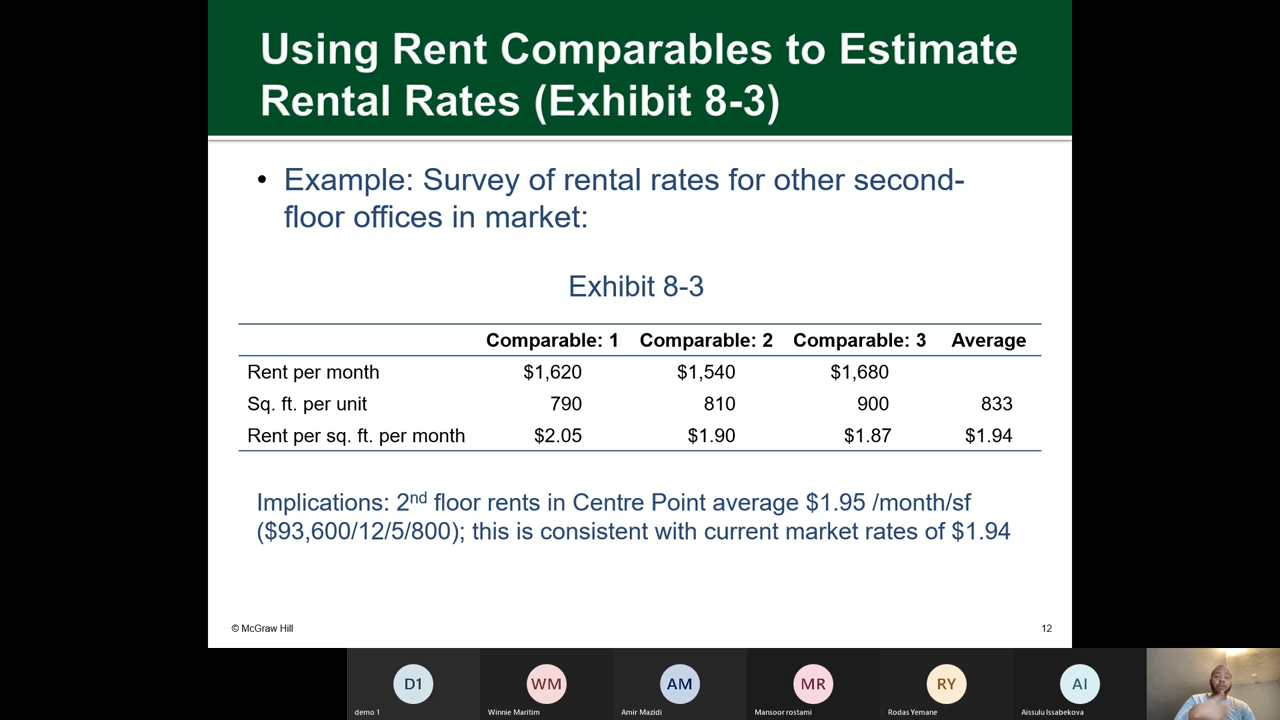 Using Rent Comparables to Estimate
Rental Rates (Exhibit 8-3)
• Example: Survey of rental rates for other second-
floor offices in market:
Exhibit 8-3
Comparable: 1 Comparable: 2 Comparable: 3 Average
Rent per month $1,620 $1,540 $1,680
Sq. ft. per unit 790 810 900 833
Rent per sq. ft. per month $2.05 $1.90 $1.87 $1.94
Implications: 2nd floor rents in Centre Point average $1.95 /month/sf
($93,600/12/5/800); this is consistent with current market rates of $1.94
© McGraw Hill
12
D1 WM AM MR RY AI
demo 1 Winnie Maritim Amir Mazidi Mansoor rostami Rodas Yemane Aissulu Issabekova